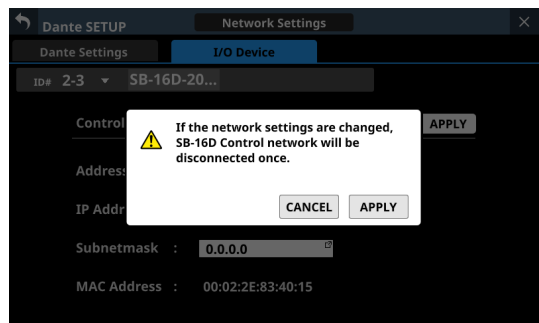 Dante SETUP
Network Settings
Dante Settings
I/O Device
ID# 2-3 SB-16D-20...
Control
APPLY
If the network settings are changed,
SB-16D Control network will be
disconnected once.
CANCEL
APPLY
Address
IP Addr
Subnetmask : 0.0.0.0
MAC Address : 00:02:2E:83:40:15